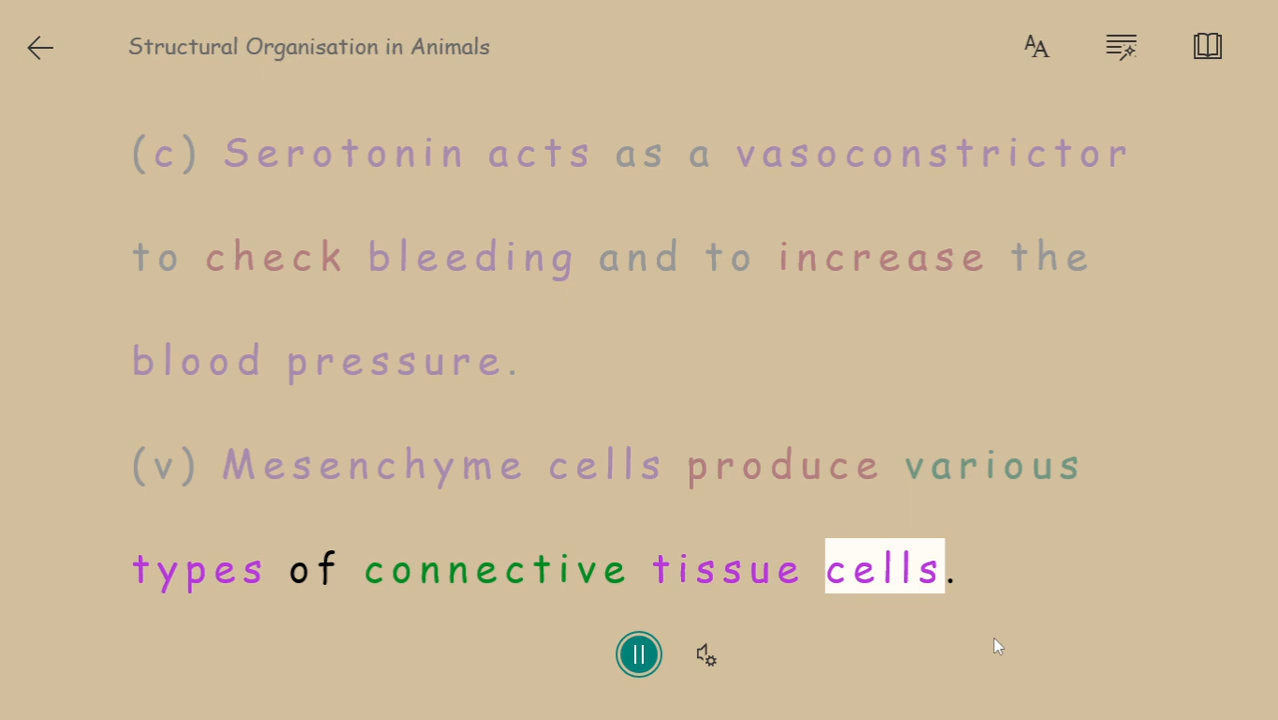 Structural Organisation in Animals
(c) Serotonin acts as a vasoconstrictor
to check bleeding and to increase the
blood pressure.
(v) Mesenchyme cells produce various
types of connective tissue cells.